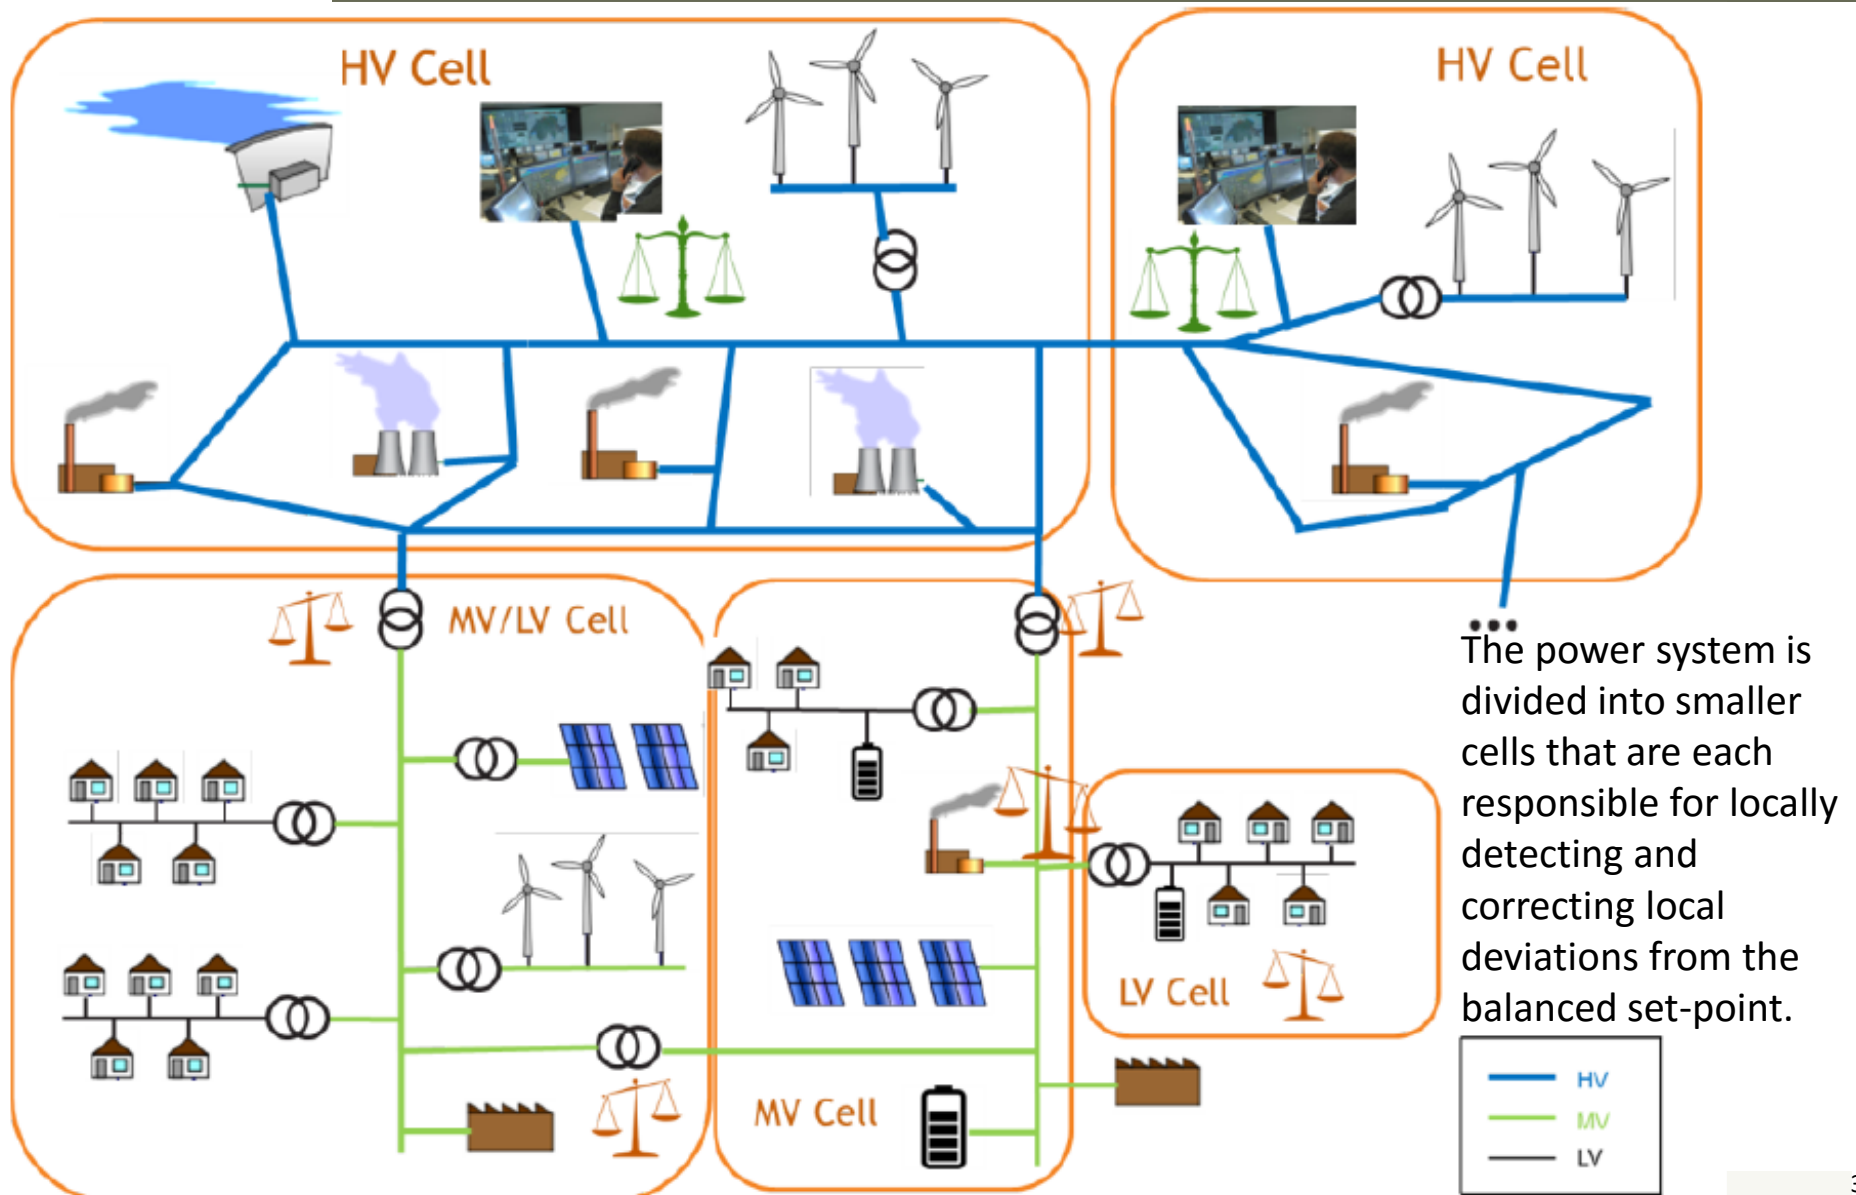 HV Cell
HV Cell
MV/LV Cell
The power system is
divided into smaller
cells that are each
responsible for locally
detecting and
correcting local
deviations from the
balanced set-point.
LV Cell
MV Cell
HV
MV
LV